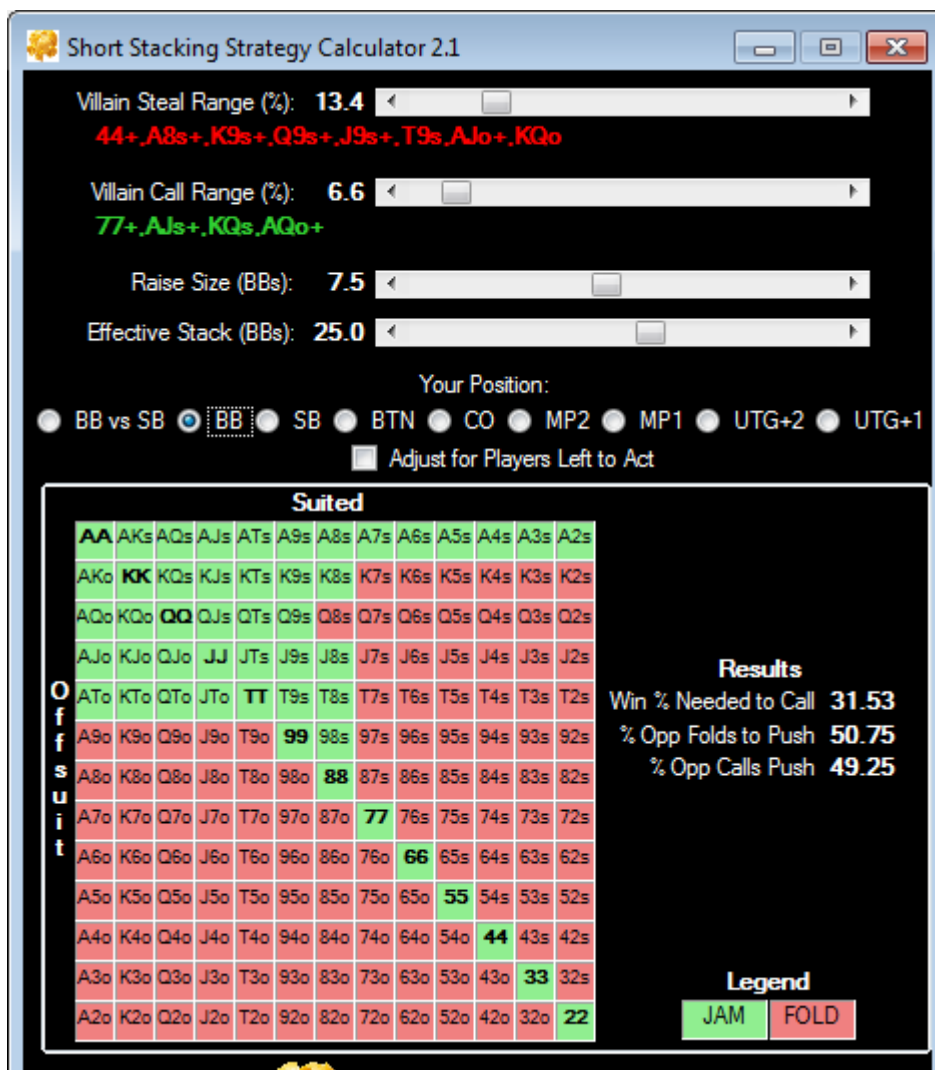 Short Stacking Strategy Calculator 2.1
Villain Steal Range (%): 13.4
44+,A8s+,K9s+,Q9s+,J9s+,T9s,AJo+,KQo
Villain Call Range (%): 6.6
77+,AJs+,KQs,AQo+
Raise Size (BBs): 7.5
Effective Stack (BBs): 25.0
Your Position:
BB vs SB BB SB BTN CO MP2 MP1 UTG+2 UTG+1
Adjust for Players Left to Act
Suited
Offsuit
AA AKs AQs AJs ATs A9s A8s A7s A6s A5s A4s A3s A2s
AKo KK KQs KJs KTs K9s K8s K7s K6s K5s K4s K3s K2s
AQo KQo QQ QJs QTs Q9s Q8s Q7s Q6s Q5s Q4s Q3s Q2s
AJo KJo QJo JJ JTs J9s J8s J7s J6s J5s J4s J3s J2s
ATo KTo QTo JTo TT T9s T8s T7s T6s T5s T4s T3s T2s
A9o K9o Q9o J9o T9o 99 98s 97s 96s 95s 94s 93s 92s
A8o K8o Q8o J8o T8o 98o 88 87s 86s 85s 84s 83s 82s
A7o K7o Q7o J7o T7o 97o 87o 77 76s 75s 74s 73s 72s
A6o K6o Q6o J6o T6o 96o 86o 76o 66 65s 64s 63s 62s
A5o K5o Q5o J5o T5o 95o 85o 75o 65o 55 54s 53s 52s
A4o K4o Q4o J4o T4o 94o 84o 74o 64o 54o 44 43s 42s
A3o K3o Q3o J3o T3o 93o 83o 73o 63o 53o 43o 33 32s
A2o K2o Q2o J2o T2o 92o 82o 72o 62o 52o 42o 32o 22
Results
Win % Needed to Call 31.53
% Opp Folds to Push 50.75
% Opp Calls Push 49.25
Legend
JAM FOLD